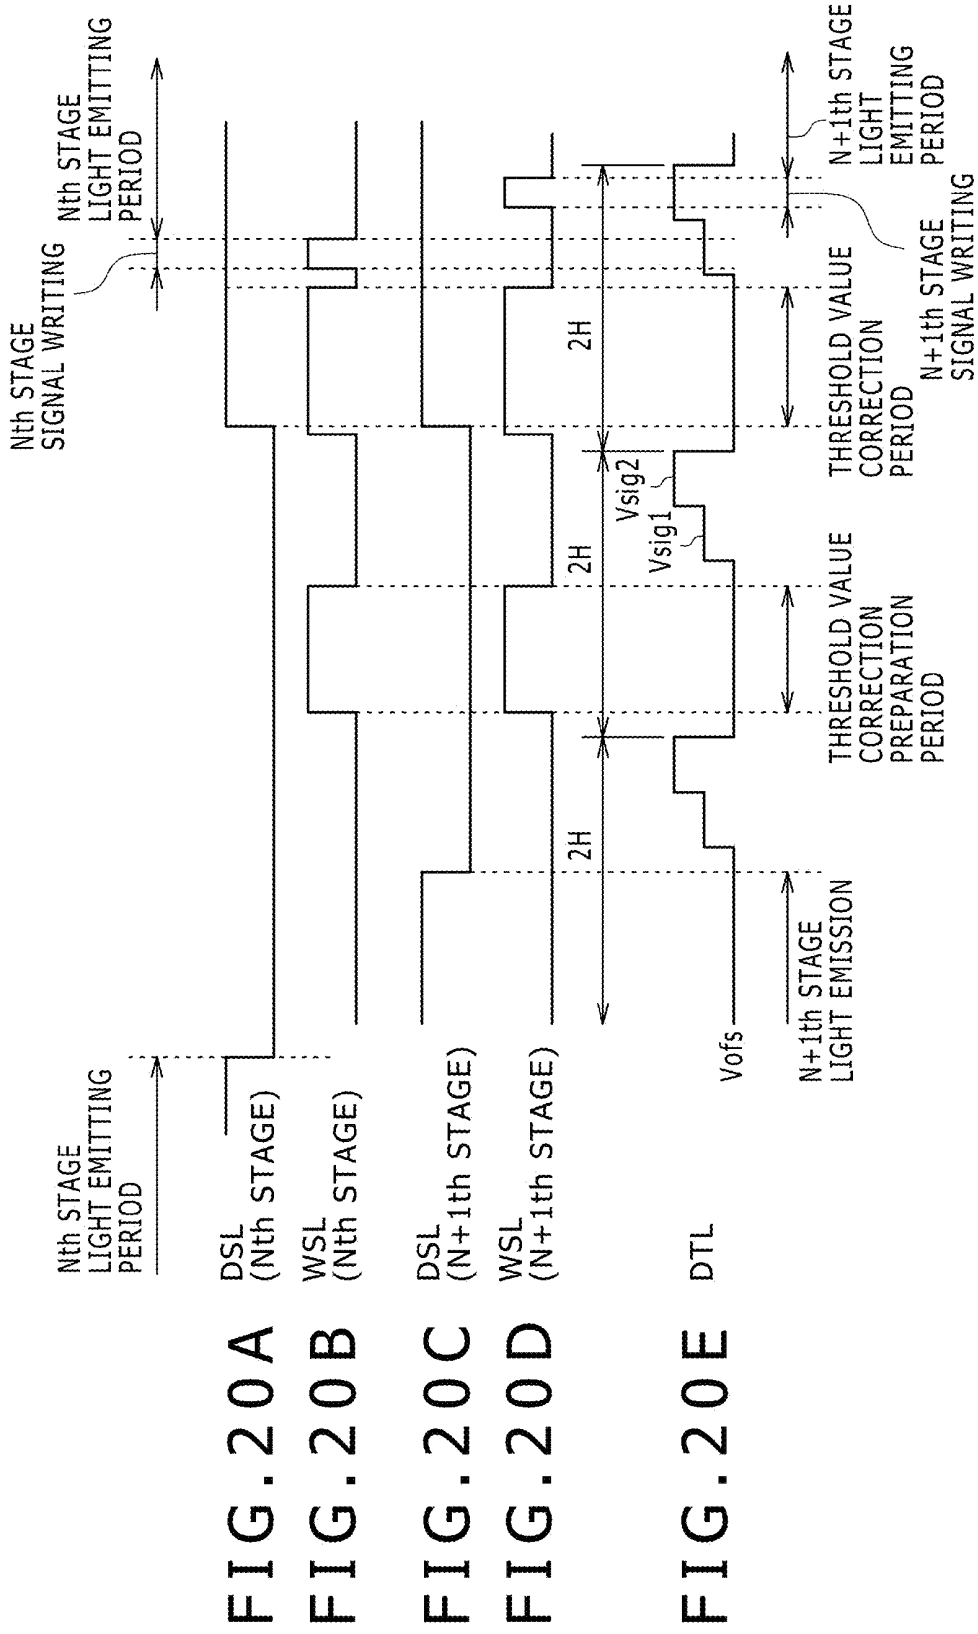 Nth STAGE
LIGHT EMITTING
PERIOD
Nth STAGE
SIGNAL WRITING
Nth STAGE
LIGHT EMITTING
PERIOD
FIG.20A
DSL
(Nth STAGE)
FIG.20B
WSL
(Nth STAGE)
FIG.20C
DSL
(N+1th STAGE)
FIG.20D
WSL
(N+1th STAGE)
2H
2H
2H
FIG.20E
DTL
Vofs
Vsig1
Vsig2
N+1th STAGE
LIGHT EMISSION
THRESHOLD VALUE
CORRECTION
PREPARATION
PERIOD
THRESHOLD VALUE
CORRECTION
PERIOD
N+1th STAGE
SIGNAL WRITING
N+1th STAGE
LIGHT
EMITTING
PERIOD